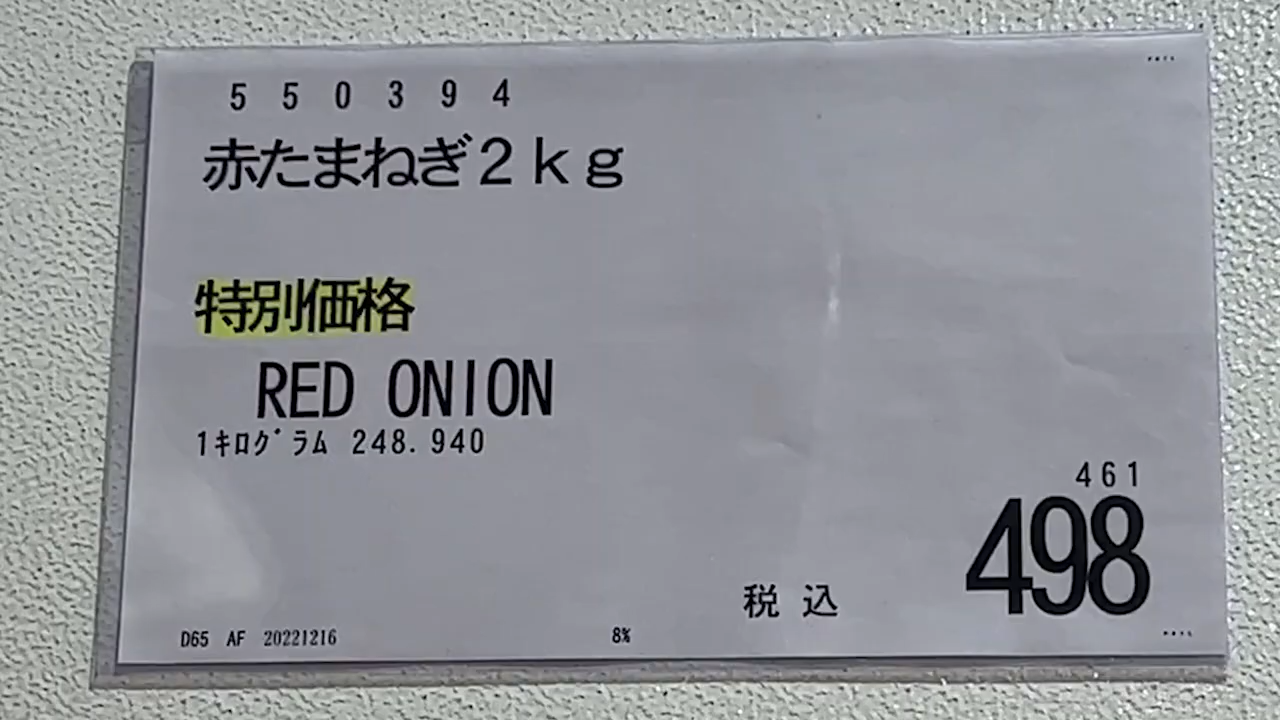 ５５０３９４
赤たまねぎ２ｋｇ
特別価格
RED ONION
1ｷﾛｸﾞﾗﾑ 248.940
461
498
税込
D65 AF 20221216
8%